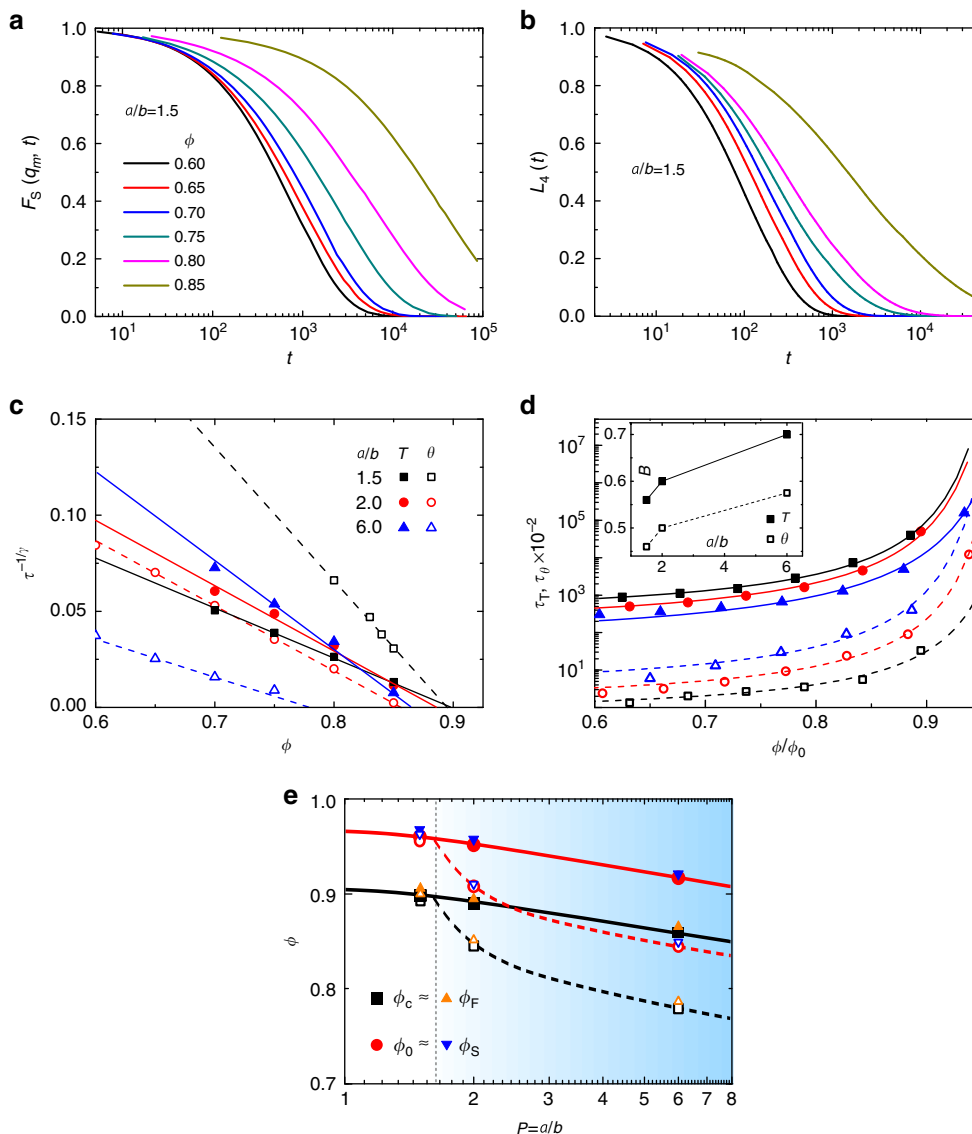 a
1.0
0.8
0.6
0.4
0.2
0.0
F_S (q_m, t)
a/b=1.5
ϕ
0.60
0.65
0.70
0.75
0.80
0.85
10^1 10^2 10^3 10^4 10^5
t
b
1.0
0.8
0.6
0.4
0.2
0.0
L_4 (t)
a/b=1.5
10^1 10^2 10^3 10^4
t
c
0.15
0.10
0.05
0.00
τ^{-1/γ}
a/b T θ
1.5
2.0
6.0
0.6 0.7 0.8 0.9
ϕ
d
10^7
10^5
10^3
10^1
τ_T, τ_θ ×10^{-2}
0.7
B
0.5
2 4 6
a/b
T
θ
0.6 0.7 0.8 0.9
ϕ/ϕ_0
e
1.0
0.9
0.8
0.7
ϕ
ϕ_c ≈ ϕ_F
ϕ_0 ≈ ϕ_S
1 2 3 4 5 6 7 8
P=a/b